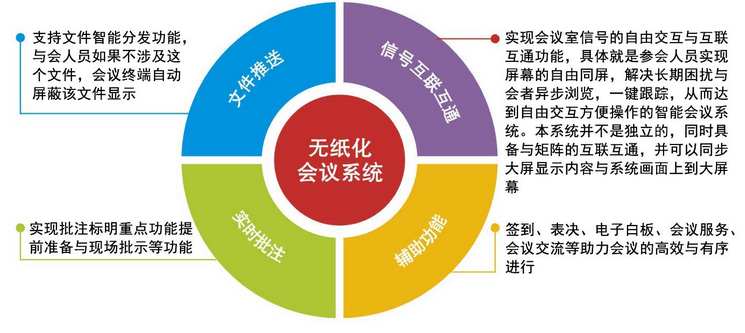 支持文件智能分发功能，
与会人员如果不涉及这
个文件，会议终端自动
屏蔽该文件显示
文件推送
信号互联互通
实现会议室信号的自由交互与互联
互通功能，具体就是参会人员实现
屏幕的自由同屏，解决长期困扰与
会者异步浏览，一键跟踪，从而达
到自由交互方便操作的智能会议系
统。本系统并不是独立的，同时具
备与矩阵的互联互通，并可以同步
大屏显示内容与系统画面上到大屏
幕
无纸化
会议系统
实现批注标明重点功能提
前准备与现场批示等功能
实时批注
辅助功能
签到、表决、电子白板、会议服务、
会议交流等助力会议的高效与有序
进行